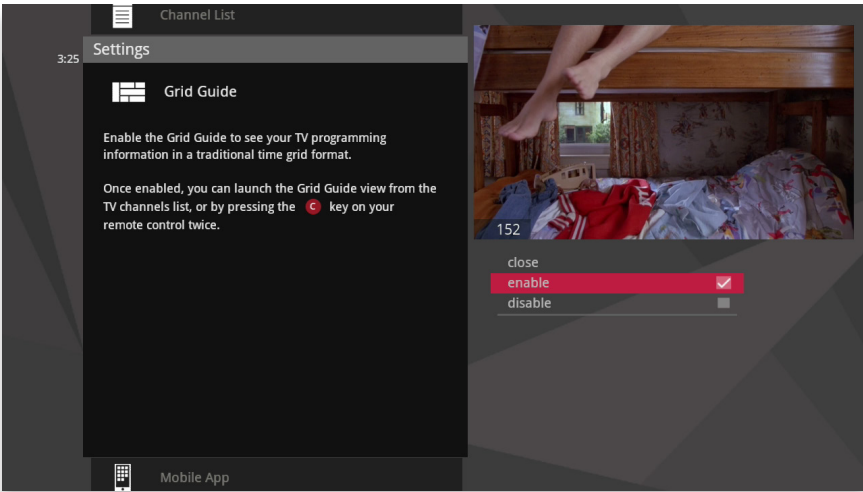 Channel List
3:25
Settings
Grid Guide
Enable the Grid Guide to see your TV programming
information in a traditional time grid format.
Once enabled, you can launch the Grid Guide view from the
TV channels list, or by pressing the C key on your
remote control twice.
152
close
enable
disable
Mobile App